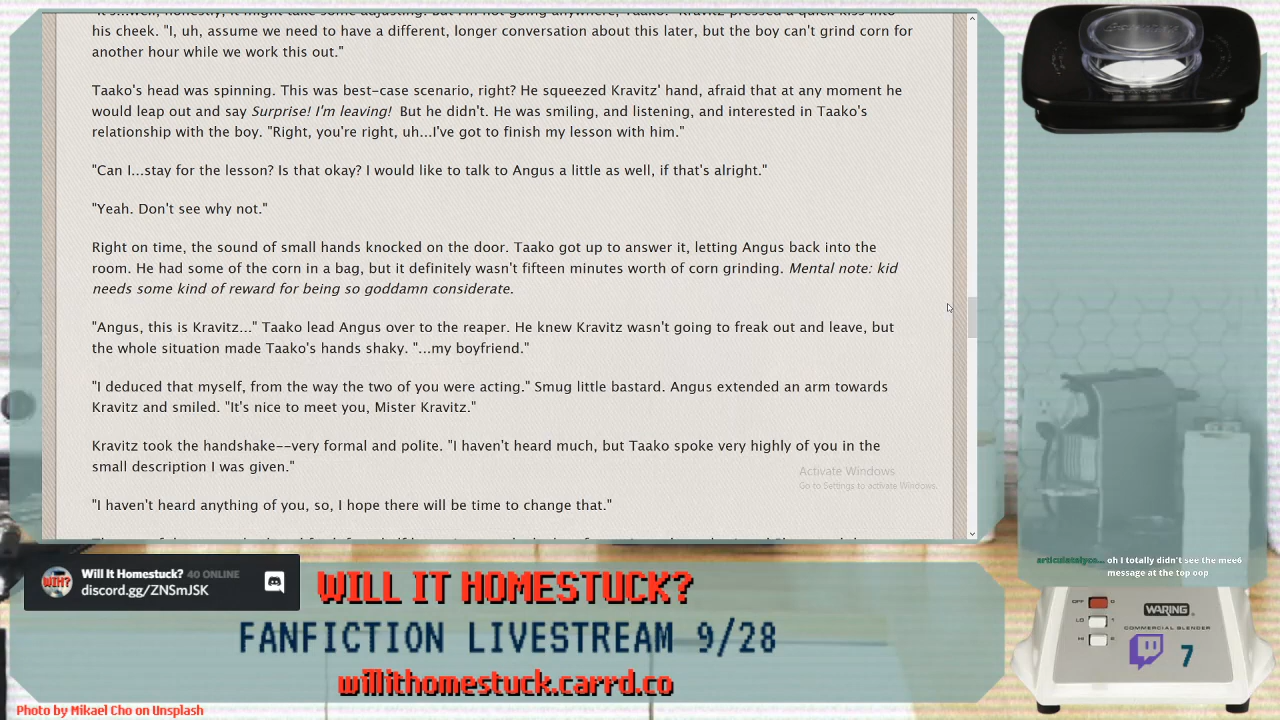 his cheek. "I, uh, assume we need to have a different, longer conversation about this later, but the boy can't grind corn for
another hour while we work this out."
Taako's head was spinning. This was best-case scenario, right? He squeezed Kravitz' hand, afraid that at any moment he
would leap out and say Surprise! I'm leaving! But he didn't. He was smiling, and listening, and interested in Taako's
relationship with the boy. "Right, you're right, uh...I've got to finish my lesson with him."
"Can I...stay for the lesson? Is that okay? I would like to talk to Angus a little as well, if that's alright."
"Yeah. Don't see why not."
Right on time, the sound of small hands knocked on the door. Taako got up to answer it, letting Angus back into the
room. He had some of the corn in a bag, but it definitely wasn't fifteen minutes worth of corn grinding. Mental note: kid
needs some kind of reward for being so goddamn considerate.
"Angus, this is Kravitz..." Taako lead Angus over to the reaper. He knew Kravitz wasn't going to freak out and leave, but
the whole situation made Taako's hands shaky. "...my boyfriend."
"I deduced that myself, from the way the two of you were acting." Smug little bastard. Angus extended an arm towards
Kravitz and smiled. "It's nice to meet you, Mister Kravitz."
Kravitz took the handshake--very formal and polite. "I haven't heard much, but Taako spoke very highly of you in the
small description I was given."
Activate Windows
Go to Settings to activate Windows.
"I haven't heard anything of you, so, I hope there will be time to change that."
WIH?
Will It Homestuck? 40 ONLINE
discord.gg/ZNSmJSK
WILL IT HOMESTUCK?
FANFICTION LIVESTREAM 9/28
willithomestuck.carrd.co
Photo by Mikael Cho on Unsplash
articulatelyco... oh I totally didn't see the mee6
message at the top oop
OFF
LO
HI
WARING
COMMERCIAL BLENDER
7